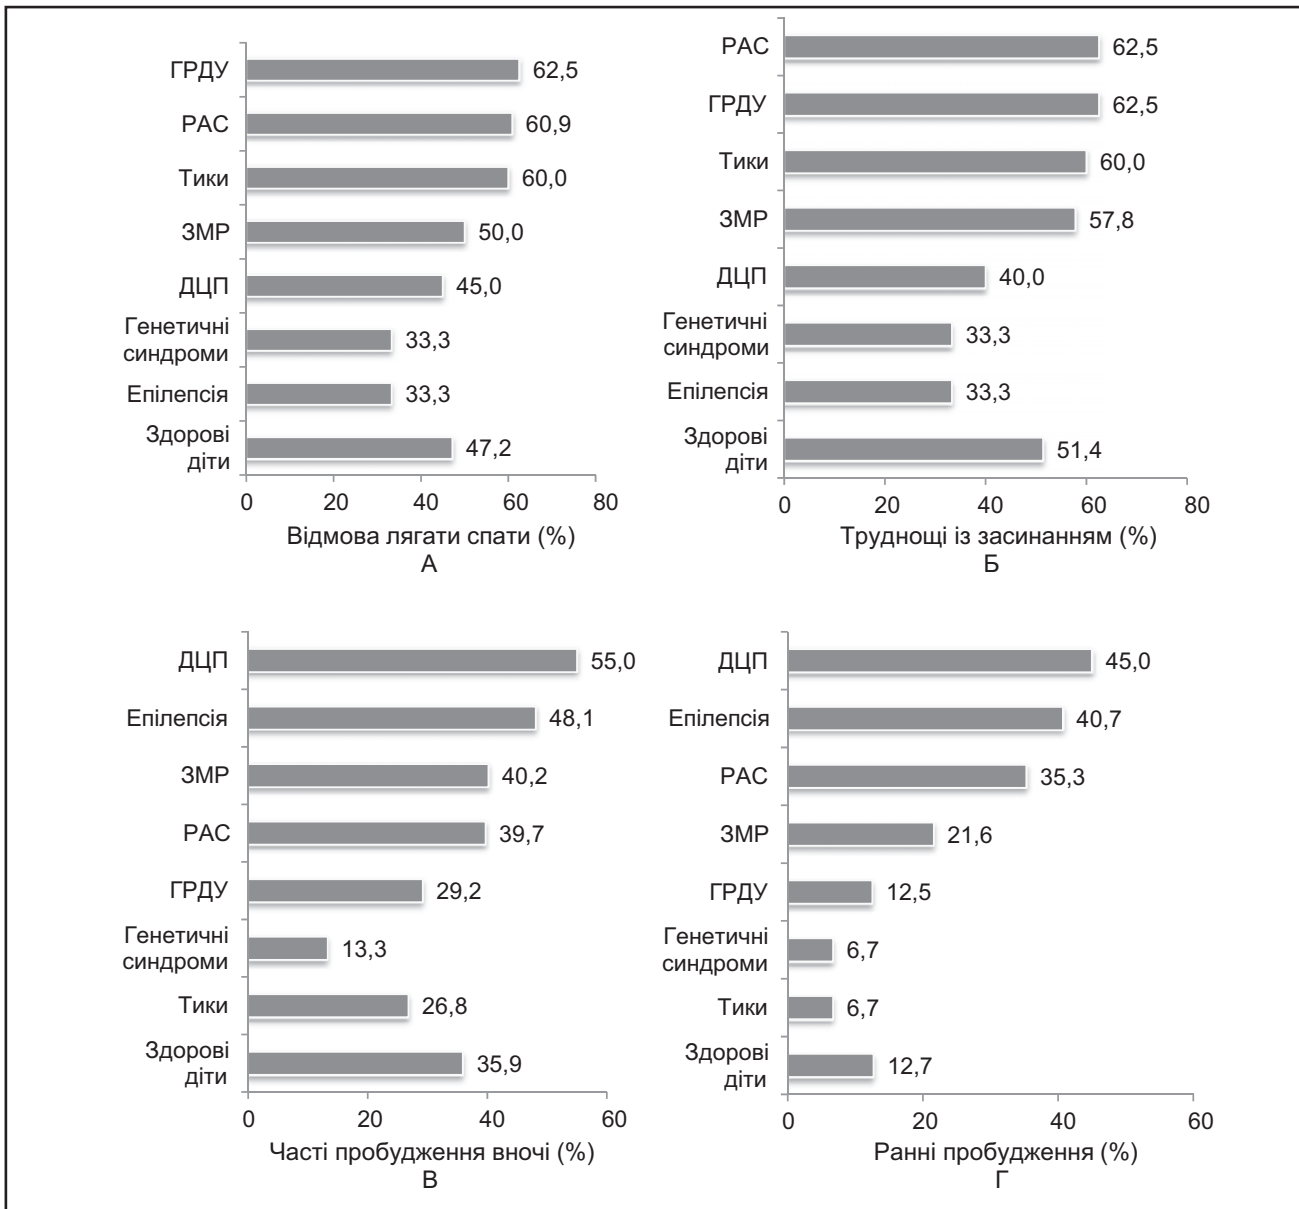 ГРДУ 62,5
РАС 60,9
Тики 60,0
ЗМР 50,0
ДЦП 45,0
Генетичні
синдроми 33,3
Епілепсія 33,3
Здорові
діти 47,2
0 20 40 60 80
Відмова лягати спати (%)
А
РАС 62,5
ГРДУ 62,5
Тики 60,0
ЗМР 57,8
ДЦП 40,0
Генетичні
синдроми 33,3
Епілепсія 33,3
Здорові
діти 51,4
0 20 40 60 80
Труднощі із засинанням (%)
Б
ДЦП 55,0
Епілепсія 48,1
ЗМР 40,2
РАС 39,7
ГРДУ 29,2
Генетичні
синдроми 13,3
Тики 26,8
Здорові
діти 35,9
0 20 40 60
Часті пробудження вночі (%)
В
ДЦП 45,0
Епілепсія 40,7
РАС 35,3
ЗМР 21,6
ГРДУ 12,5
Генетичні
синдроми 6,7
Тики 6,7
Здорові
діти 12,7
0 20 40 60
Ранні пробудження (%)
Г